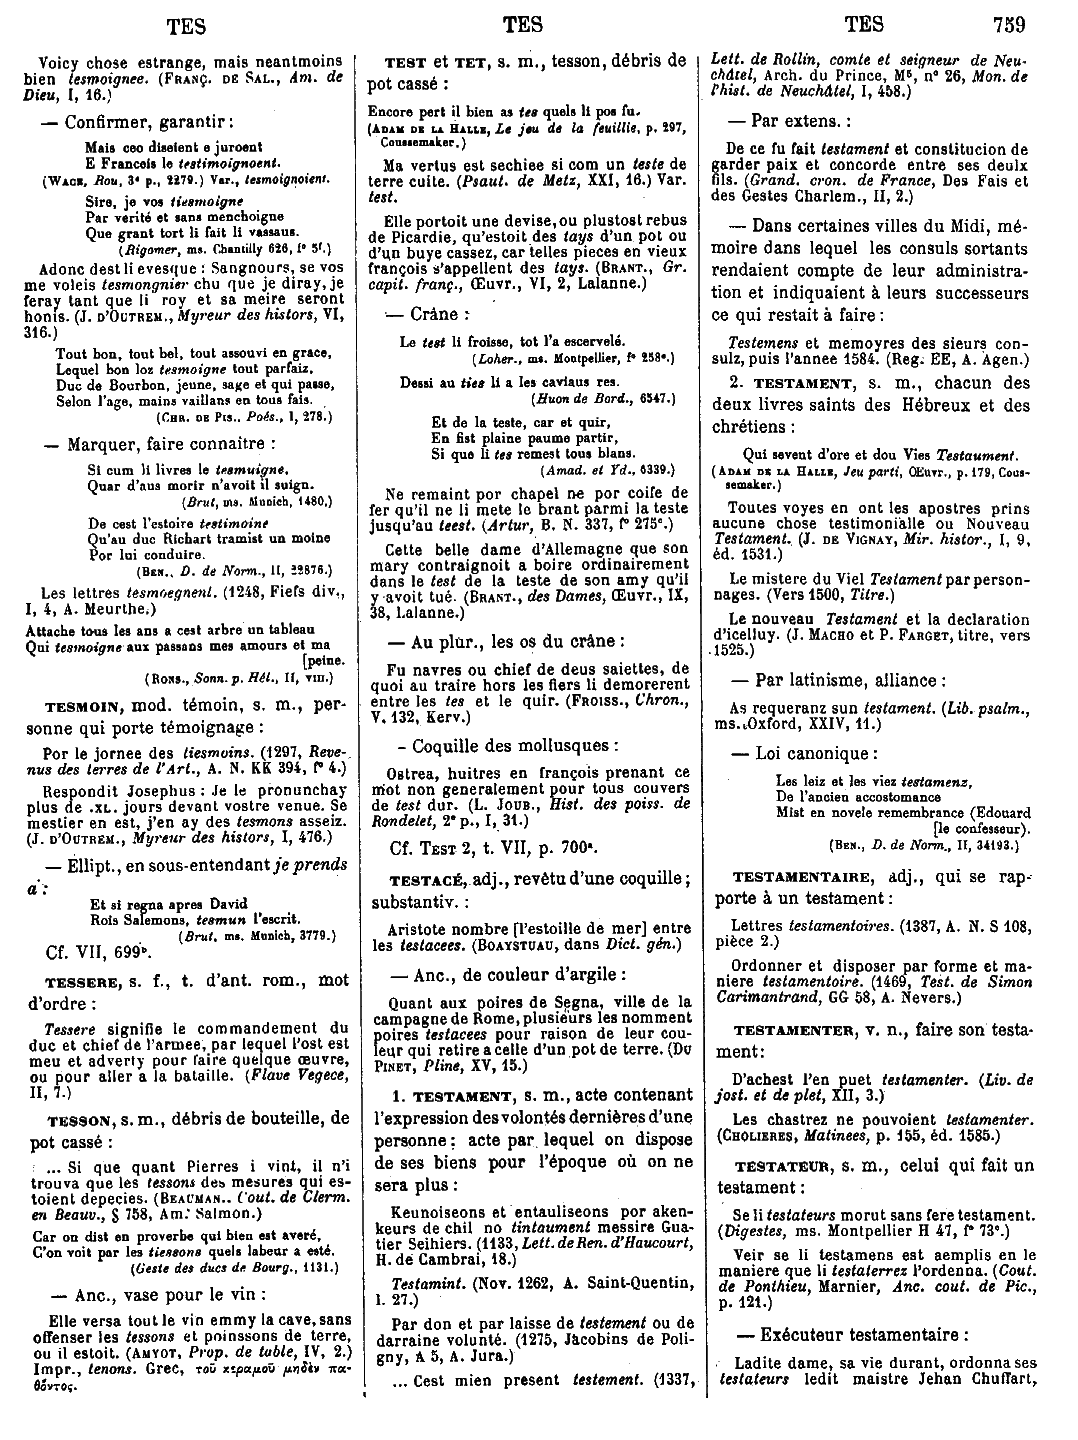 TES
TES
TES 759
Voicy chose estrange, mais neantmoins
bien tesmoignee. (FRANÇ. DE SAL., Am. de
Dieu, I, 16.)
— Confirmer, garantir :
Mais ceo diseient e juroent
E Franceis le testimoignoent.
(WACE, Rou, 3e p., 2279.) Var., tesmoignoient.
Sire, je vos tiesmoigne
Par verité et sans menchoigne
Que grant tort li fait li vassaus.
(Rigomer, ms. Chantilly 626, f° 5f.)
Adonc dest li evesque : Sangnours, se vos
me voleis tesmongnier chu que je diray, je
feray tant que li roy et sa meire seront
honis. (J. D'OUTREM., Myreur des histors, VI,
316.)
Tout bon, tout bel, tout assouvi en grace,
Lequel bon loz tesmoigne tout parfaiz,
Duc de Bourbon, jeune, sage et qui passe,
Selon l'age, mains vaillans en tous fais.
(CHR. DE PIS., Poés., I, 278.)
— Marquer, faire connaitre :
Si cum li livres le tesmuigne,
Quar d'aus morir n'avoit il suign.
(Brut, ms. Munich, 1480.)
De cest l'estoire testimoine
Qu'au duc Richart tramist un moine
Por lui conduire.
(BEN., D. de Norm., II, 22876.)
Les lettres tesmoegnent. (1248, Fiefs div.,
I, 4, A. Meurthe.)
Attache tous les ans a cest arbre un tableau
Qui tesmoigne aux passans mes amours et ma
[peine.
(RONS., Sonn. p. Hél., II, VIII.)
TESMOIN, mod. témoin, s. m., per-
sonne qui porte témoignage :
Por le jornee des tiesmoins. (1297, Reve-
nus des terres de l'Art., A. N. KK 394, f° 4.)
Respondit Josephus : Je le pronunchay
plus de .XL. jours devant vostre venue. Se
mestier en est, j'en ay des tesmons asseiz.
(J. D'OUTREM., Myreur des histors, I, 476.)
— Ellipt., en sous-entendant je prends
a :
Et si regna apres David
Rois Salemons, tesmun l'escrit.
(Brut, ms. Munich, 3779.)
Cf. VII, 699b.
TESSERE, s. f., t. d'ant. rom., mot
d'ordre :
Tessere signifie le commandement du
duc et chief de l'armee, par lequel l'ost est
meu et adverty pour faire quelque œuvre,
ou pour aller a la bataille. (Flave Vegece,
II, 7.)
TESSON, s. m., débris de bouteille, de
pot cassé :
... Si que quant Pierres i vint, il n'i
trouva que les tessons des mesures qui es-
toient depecies. (BEAUMAN., Cout. de Clerm.
en Beauv., § 758, Am. Salmon.)
Car on dist en proverbe qui bien est averé,
C'on voit par les tiessons quels labeur a esté.
(Geste des ducs de Bourg., 1131.)
— Anc., vase pour le vin :
Elle versa tout le vin emmy la cave, sans
offenser les tessons et poinssons de terre,
ou il estoit. (AMYOT, Prop. de table, IV, 2.)
Impr., tenons. Grec, τοῦ κεραμοῦ μηδὲν πα-
θόντος.
TEST et TET, s. m., tesson, débris de
pot cassé :
Encore pert il bien as tes quels li pos fu.
(ADAM DE LA HALLE, Le jeu de la feuillie, p. 297,
Coussemaker.)
Ma vertus est sechiee si com un teste de
terre cuite. (Psaut. de Metz, XXI, 16.) Var.
test.
Elle portoit une devise, ou plustost rebus
de Picardie, qu'estoit des tays d'un pot ou
d'un buye cassez, car telles pieces en vieux
françois s'appellent des tays. (BRANT., Gr.
capit. franç., Œuvr., VI, 2, Lalanne.)
— Crâne :
Le test li froisse, tot l'a escervelé.
(Loher., ms. Montpellier, f° 258a.)
Dessi au ties li a les caviaus res.
(Huon de Bord., 6547.)
Et de la teste, car et quir,
En fist plaine paume partir,
Si que li tes remest tous blans.
(Amad. et Yd., 6339.)
Ne remaint por chapel ne por coife de
fer qu'il ne li mete le brant parmi la teste
jusqu'au teest. (Artur, B. N. 337, f° 275c.)
Cette belle dame d'Allemagne que son
mary contraignoit a boire ordinairement
dans le test de la teste de son amy qu'il
y avoit tué. (BRANT., des Dames, Œuvr., IX,
38, Lalanne.)
— Au plur., les os du crâne :
Fu navres ou chief de deus saiettes, de
quoi au traire hors les fiers li demorerent
entre les tes et le quir. (FROISS., Chron.,
V. 132, Kerv.)
– Coquille des mollusques :
Ostrea, huitres en françois prenant ce
mot non generalement pour tous couvers
de test dur. (L. JOUB., Hist. des poiss. de
Rondelet, 2e p., I, 31.)
Cf. TEST 2, t. VII, p. 700a.
TESTACÉ, adj., revêtu d'une coquille ;
substantiv. :
Aristote nombre [l'estoille de mer] entre
les testacees. (BOAYSTUAU, dans Dict. gén.)
— Anc., de couleur d'argile :
Quant aux poires de Segna, ville de la
campagne de Rome, plusieurs les nomment
poires testacees pour raison de leur cou-
leur qui retire a celle d'un pot de terre. (DU
PINET, Pline, XV, 15.)
1. TESTAMENT, s. m., acte contenant
l'expression des volontés dernières d'une
personne ; acte par lequel on dispose
de ses biens pour l'époque où on ne
sera plus :
Keunoiseons et entauliseons por aken-
keurs de chil no tintaument messire Gua-
tier Seihiers. (1133, Lett. de Ren. d'Haucourt,
H. de Cambrai, 18.)
Testamint. (Nov. 1262, A. Saint-Quentin,
l. 27.)
Par don et par laisse de testement ou de
darraine volunté. (1275, Jacobins de Poli-
gny, A 5, A. Jura.)
... Cest mien present testement. (1337,
Lett. de Rollin, comte et seigneur de Neu-
châtel, Arch. du Prince, M5, n° 26, Mon. de
l'hist. de Neuchâtel, I, 458.)
— Par extens. :
De ce fu fait testament et constitucion de
garder paix et concorde entre ses deulx
fils. (Grand. cron. de France, Des Fais et
des Gestes Charlem., II, 2.)
— Dans certaines villes du Midi, mé-
moire dans lequel les consuls sortants
rendaient compte de leur administra-
tion et indiquaient à leurs successeurs
ce qui restait à faire :
Testemens et memoyres des sieurs con-
sulz, puis l'annee 1584. (Reg. EE, A. Agen.)
2. TESTAMENT, s. m., chacun des
deux livres saints des Hébreux et des
chrétiens :
Qui sevent d'ore et dou Vies Testaument.
(ADAM DE LA HALLE, Jeu parti, Œuvr., p. 179, Cous-
semaker.)
Toutes voyes en ont les apostres prins
aucune chose testimonialle ou Nouveau
Testament. (J. DE VIGNAY, Mir. histor., I, 9,
éd. 1531.)
Le mistere du Viel Testament par person-
nages. (Vers 1500, Titre.)
Le nouveau Testament et la declaration
d'icelluy. (J. MACHO et P. FARGET, titre, vers
1525.)
— Par latinisme, alliance :
As requeranz sun testament. (Lib. psalm.,
ms. Oxford, XXIV, 11.)
— Loi canonique :
Les leiz et les viez testamenz,
De l'ancien accostomance
Mist en novele remembrance (Edouard
[le confesseur).
(BEN., D. de Norm., II, 34193.)
TESTAMENTAIRE, adj., qui se rap-
porte à un testament :
Lettres testamentoires. (1387, A. N. S 108,
pièce 2.)
Ordonner et disposer par forme et ma-
niere testamentoire. (1469, Test. de Simon
Carimantrand, GG 58, A. Nevers.)
TESTAMENTER, v. n., faire son testa-
ment :
D'achest l'en puet testamenter. (Liv. de
jost. et de plet, XII, 3.)
Les chastrez ne pouvoient testamenter.
(CHOLIERES, Matinees, p. 155, éd. 1585.)
TESTATEUR, s. m., celui qui fait un
testament :
Se li testateurs morut sans fere testament.
(Digestes, ms. Montpellier H 47, f° 73c.)
Veir se li testamens est aemplis en le
maniere que li testaterrez l'ordenna. (Cout.
de Ponthieu, Marnier, Anc. cout. de Pic.,
p. 121.)
— Exécuteur testamentaire :
Ladite dame, sa vie durant, ordonna ses
testateurs ledit maistre Jehan Chuffart,